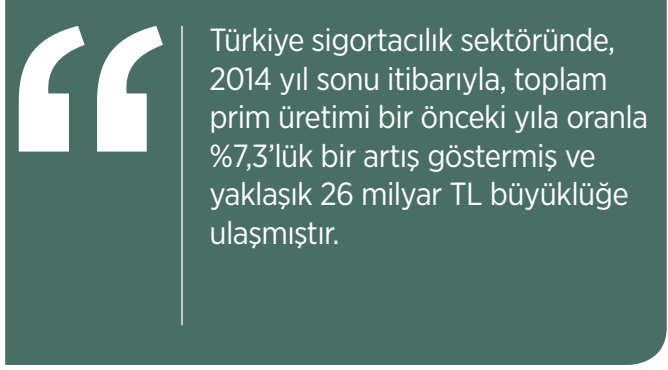 Türkiye sigortacılık sektöründe,
2014 yıl sonu itibarıyla, toplam
prim üretimi bir önceki yıla oranla
%7,3’lük bir artış göstermiş ve
yaklaşık 26 milyar TL büyüklüğe
ulaşmıştır.